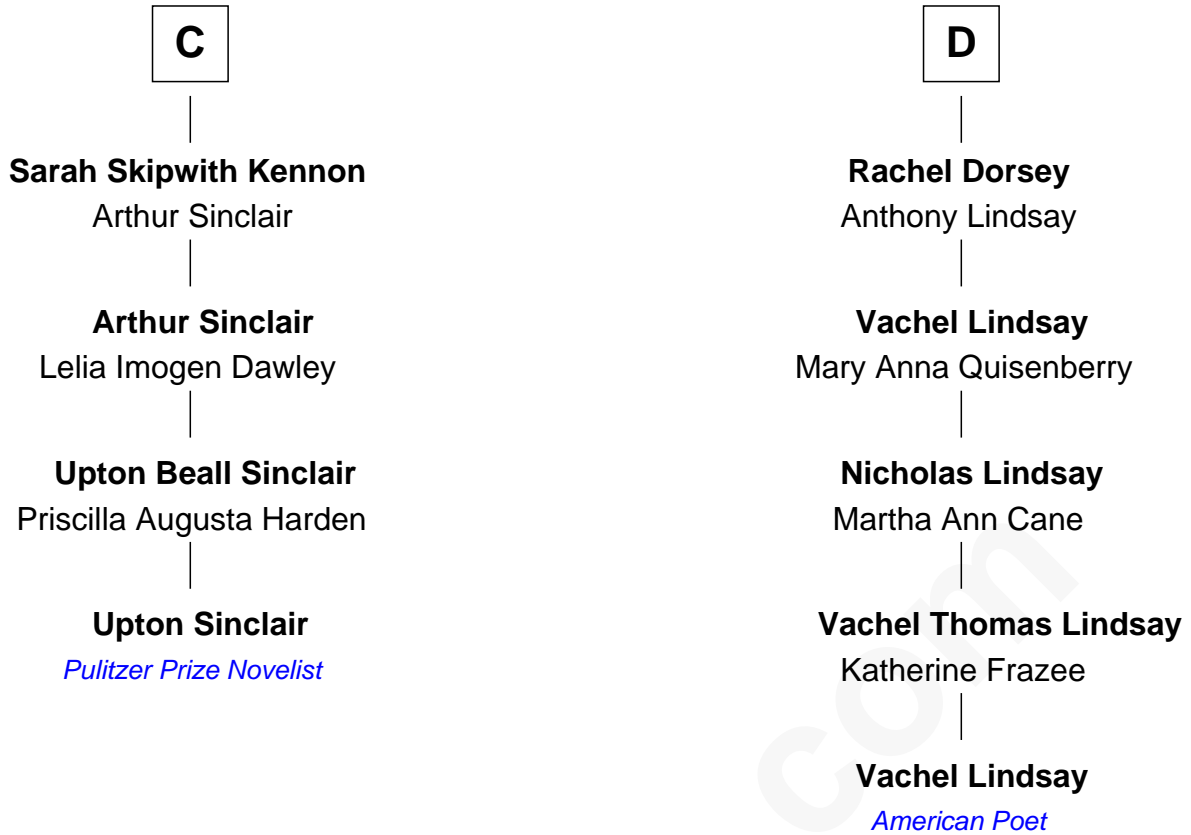 C
Sarah Skipwith Kennon
Arthur Sinclair
Arthur Sinclair
Lelia Imogen Dawley
Upton Beall Sinclair
Priscilla Augusta Harden
Upton Sinclair
Pulitzer Prize Novelist
D
Rachel Dorsey
Anthony Lindsay
Vachel Lindsay
Mary Anna Quisenberry
Nicholas Lindsay
Martha Ann Cane
Vachel Thomas Lindsay
Katherine Frazee
Vachel Lindsay
American Poet
com